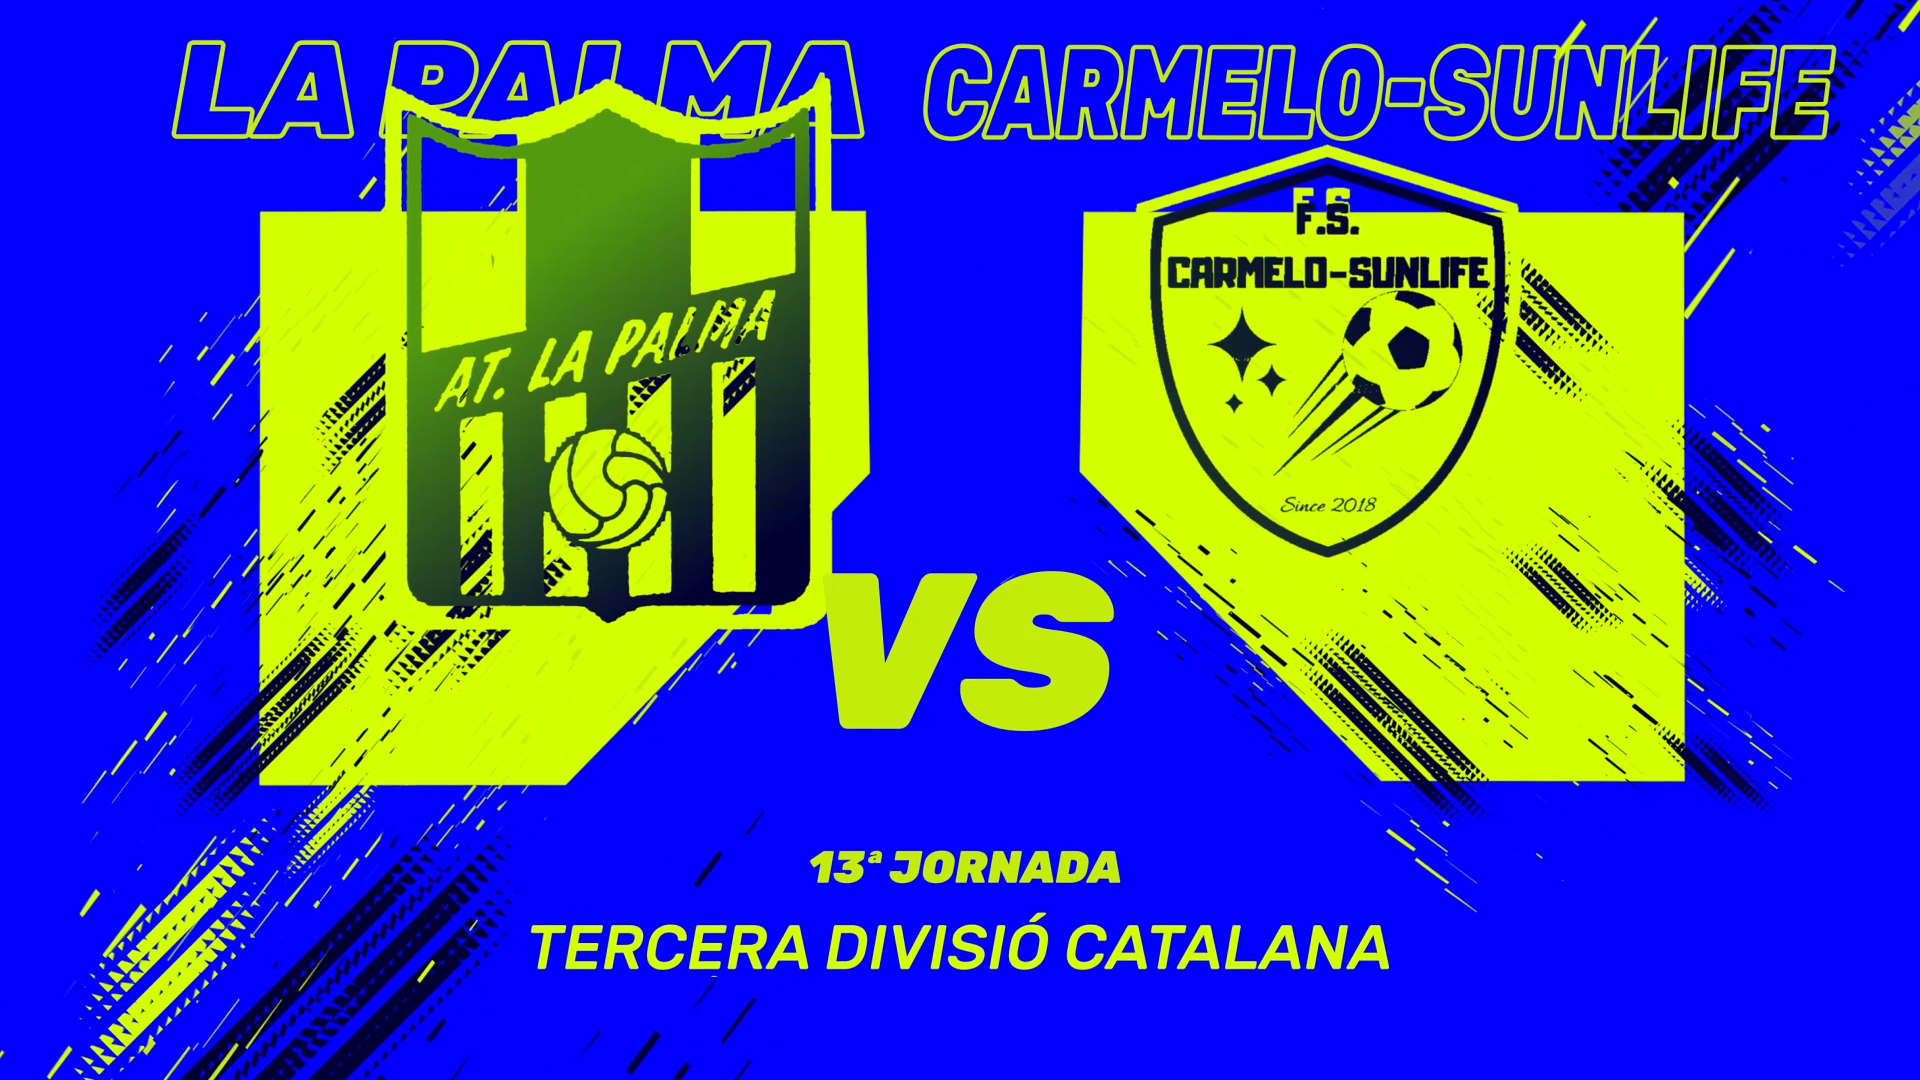 LA PALMA CARMELO-SUNLIFE
F.S.
CARMELO-SUNLIFE
AT. LA PALMA
Since 2018
VS
13ª JORNADA
TERCERA DIVISIÓ CATALANA